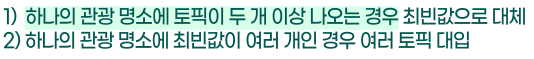 1) 하나의 관광 명소에 토픽이 두 개 이상 나오는 경우 최빈값으로 대체
2) 하나의 관광 명소에 최빈값이 여러 개인 경우 여러 토픽 대입